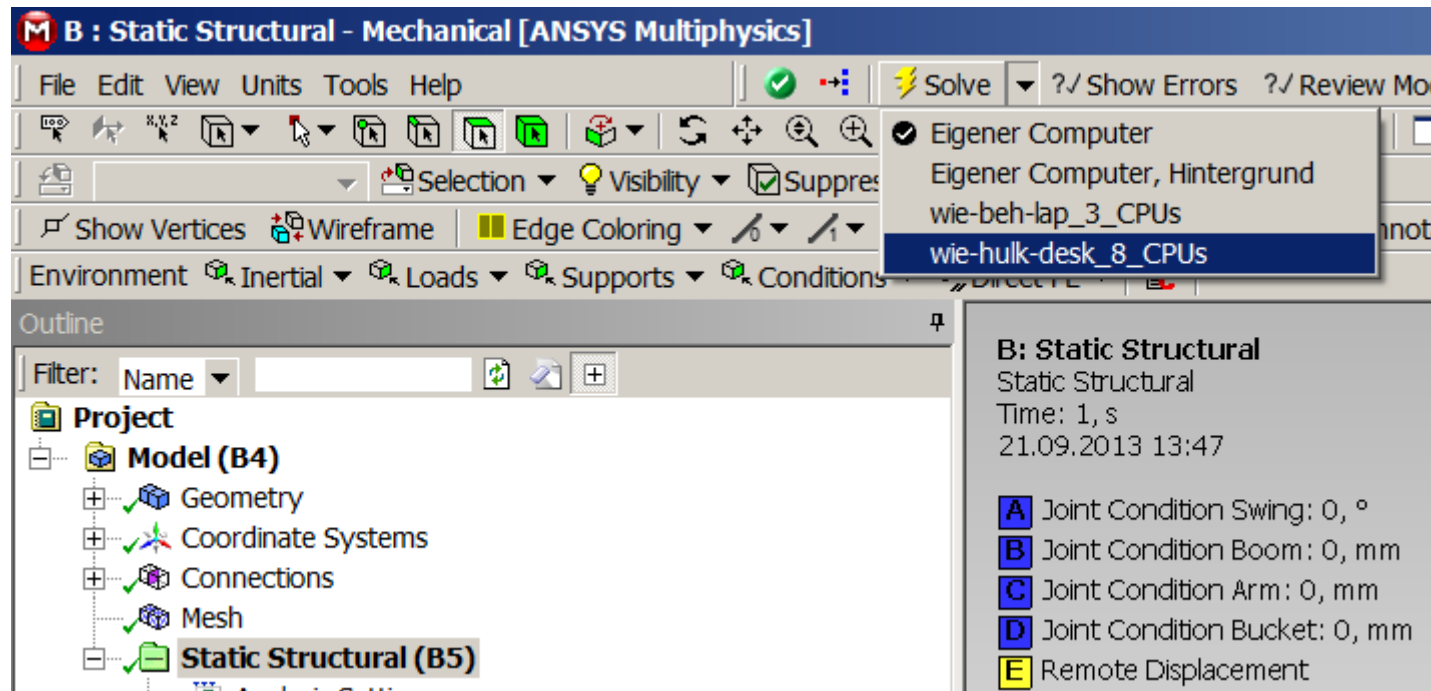 B : Static Structural - Mechanical [ANSYS Multiphysics]
File Edit View Units Tools Help Solve ?✓ Show Errors ?✓ Review Mo
Eigener Computer
Eigener Computer, Hintergrund
wie-beh-lap_3_CPUs
wie-hulk-desk_8_CPUs
Selection Visibility Suppres
Show Vertices Wireframe Edge Coloring nnot
Environment Inertial Loads Supports Conditions
Outline
Filter: Name
Project
Model (B4)
Geometry
Coordinate Systems
Connections
Mesh
Static Structural (B5)
B: Static Structural
Static Structural
Time: 1, s
21.09.2013 13:47
A Joint Condition Swing: 0, °
B Joint Condition Boom: 0, mm
C Joint Condition Arm: 0, mm
D Joint Condition Bucket: 0, mm
E Remote Displacement